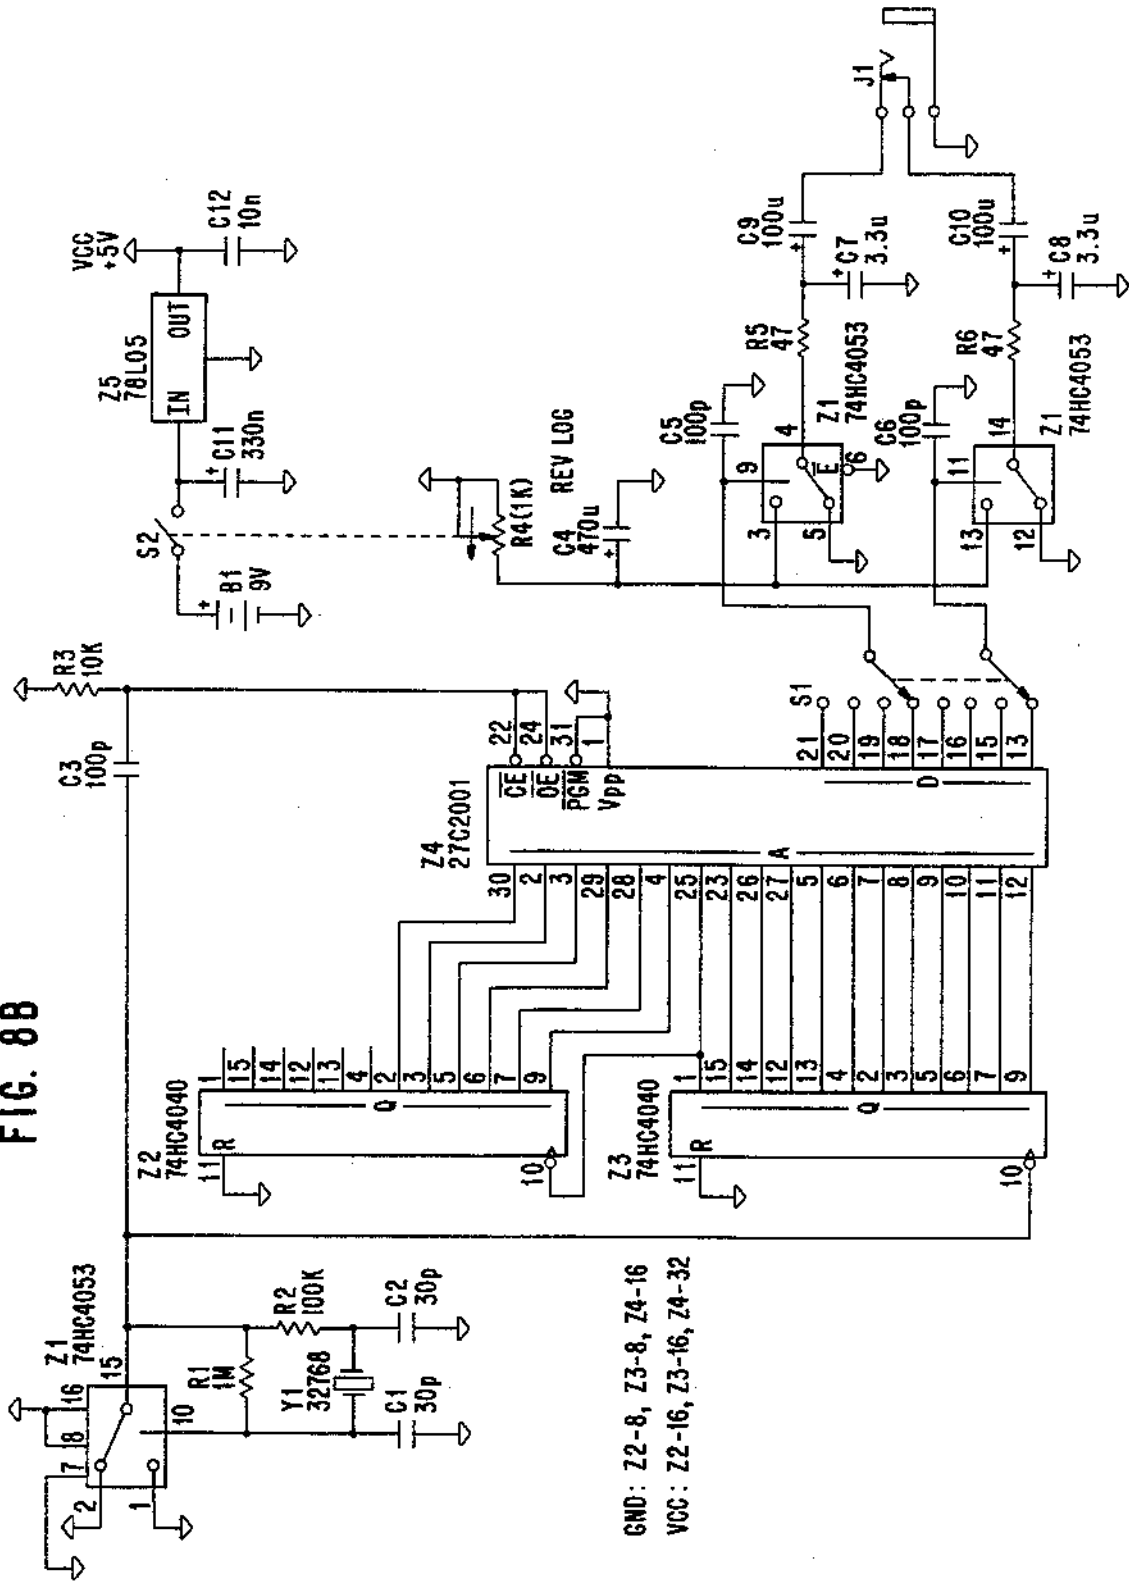 FIG. 8B
Z1
74HC4053
16
8
7
15
10
2
1
R1
1M
R2
100K
Y1
32768
C1
30p
C2
30p
GND: Z2-8, Z3-8, Z4-16
VCC: Z2-16, Z3-16, Z4-32
C3
100p
R3
10K
Z2
74HC4040
11
R
10
Q
1
15
14
12
13
4
2
3
5
6
7
9
Z3
74HC4040
11
R
10
Q
1
15
14
12
13
4
2
3
5
6
7
9
Z4
27C2001
30
2
3
29
28
4
25
23
26
27
5
6
7
8
9
10
11
12
A
CE
OE
PGM
Vpp
22
24
31
1
D
21
20
19
18
17
16
15
13
S1
B1
9V
S2
C11
330n
Z5
78L05
IN
OUT
VCC
+5V
C12
10n
R4(1K)
REV LOG
C4
470u
C5
100p
9
3
5
4
E
6
Z1
74HC4053
R5
47
C7
3.3u
C9
100u
C6
100p
11
13
12
14
Z1
74HC4053
R6
47
C8
3.3u
C10
100u
J1